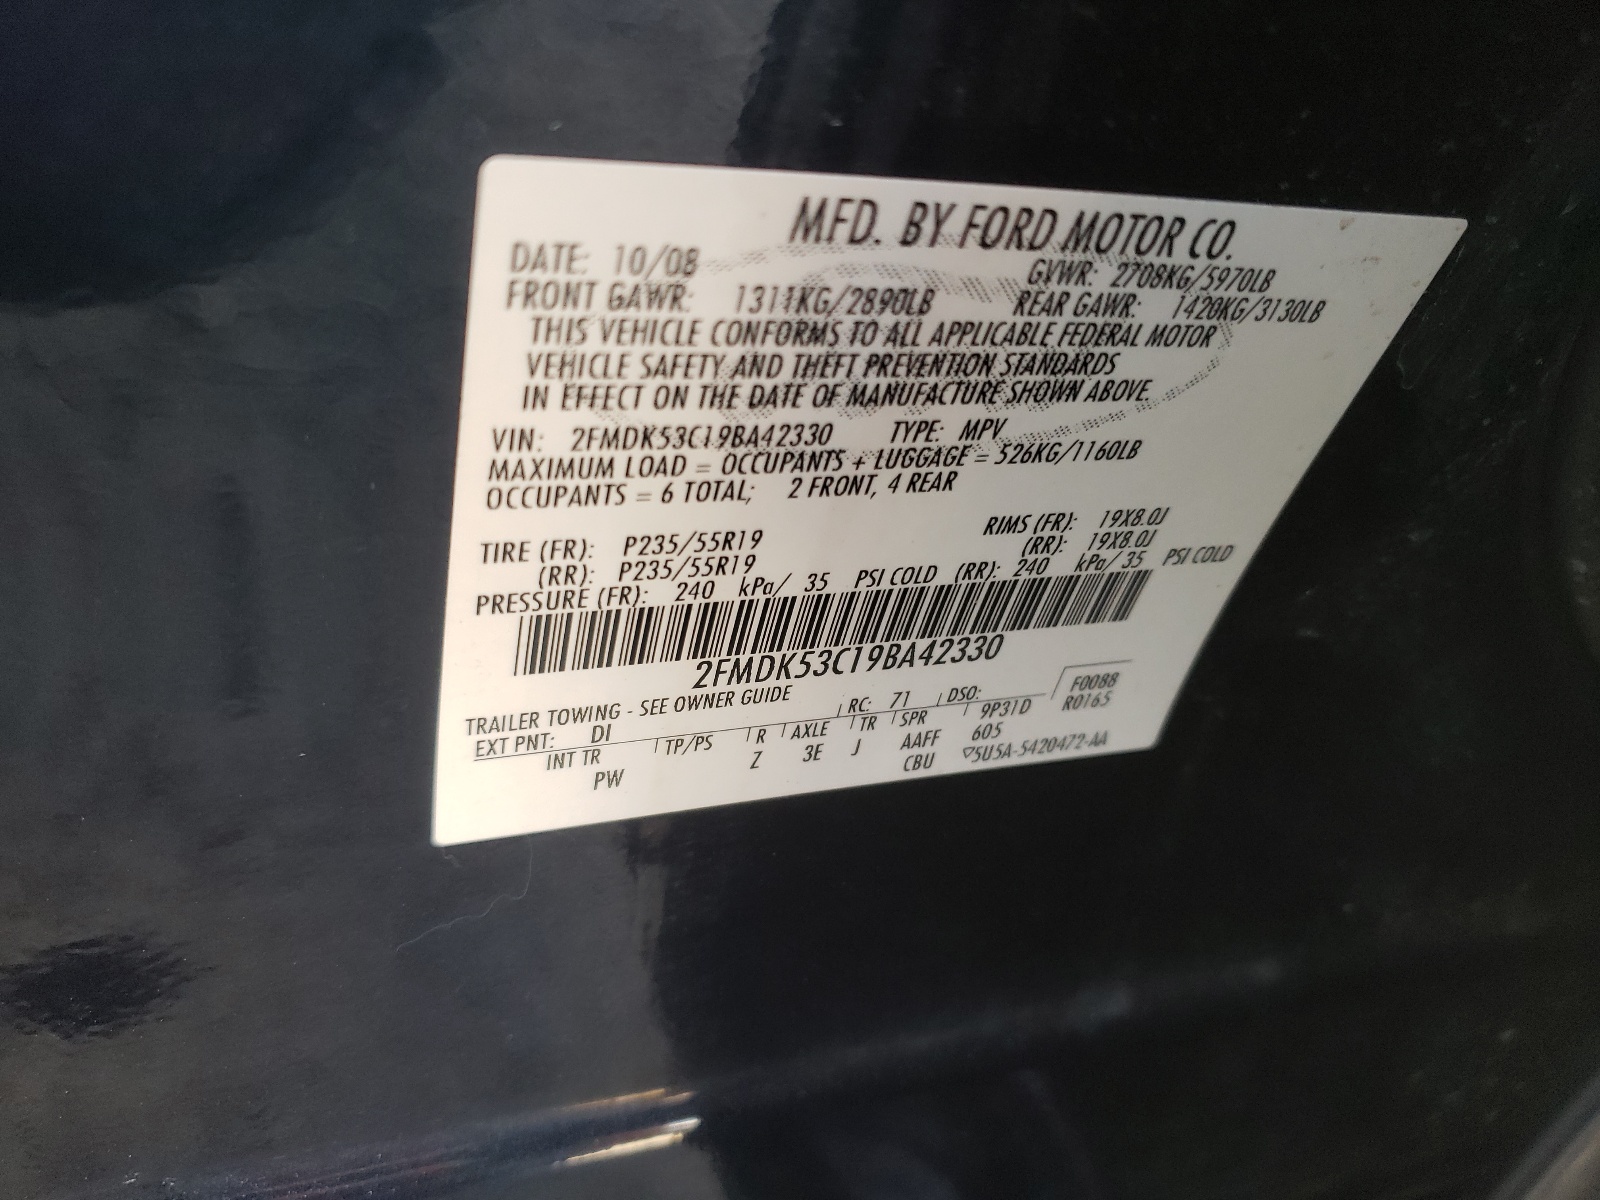 MFD. BY FORD MOTOR CO.
DATE: 10/08 GVWR: 2708KG/5970LB
FRONT GAWR: 1311KG/2890LB REAR GAWR: 1420KG/3130LB
THIS VEHICLE CONFORMS TO ALL APPLICABLE FEDERAL MOTOR
VEHICLE SAFETY AND THEFT PREVENTION STANDARDS
IN EFFECT ON THE DATE OF MANUFACTURE SHOWN ABOVE.
VIN: 2FMDK53C19BA42330 TYPE: MPV
MAXIMUM LOAD = OCCUPANTS + LUGGAGE = 526KG/1160LB
OCCUPANTS = 6 TOTAL; 2 FRONT, 4 REAR
TIRE (FR): P235/55R19 RIMS (FR): 19X8.0J
(RR): P235/55R19 (RR): 19X8.0J
PRESSURE (FR): 240 kPa/ 35 PSI COLD (RR): 240 kPa/ 35 PSI COLD
2FMDK53C19BA42330
TRAILER TOWING - SEE OWNER GUIDE
EXT PNT: DI RC: 71 DSO: F0088
R0165
INT TR TP/PS R AXLE TR SPR 9P31D
PW Z 3E J AAFF 605
CBU ▽5U5A-5420472-AA